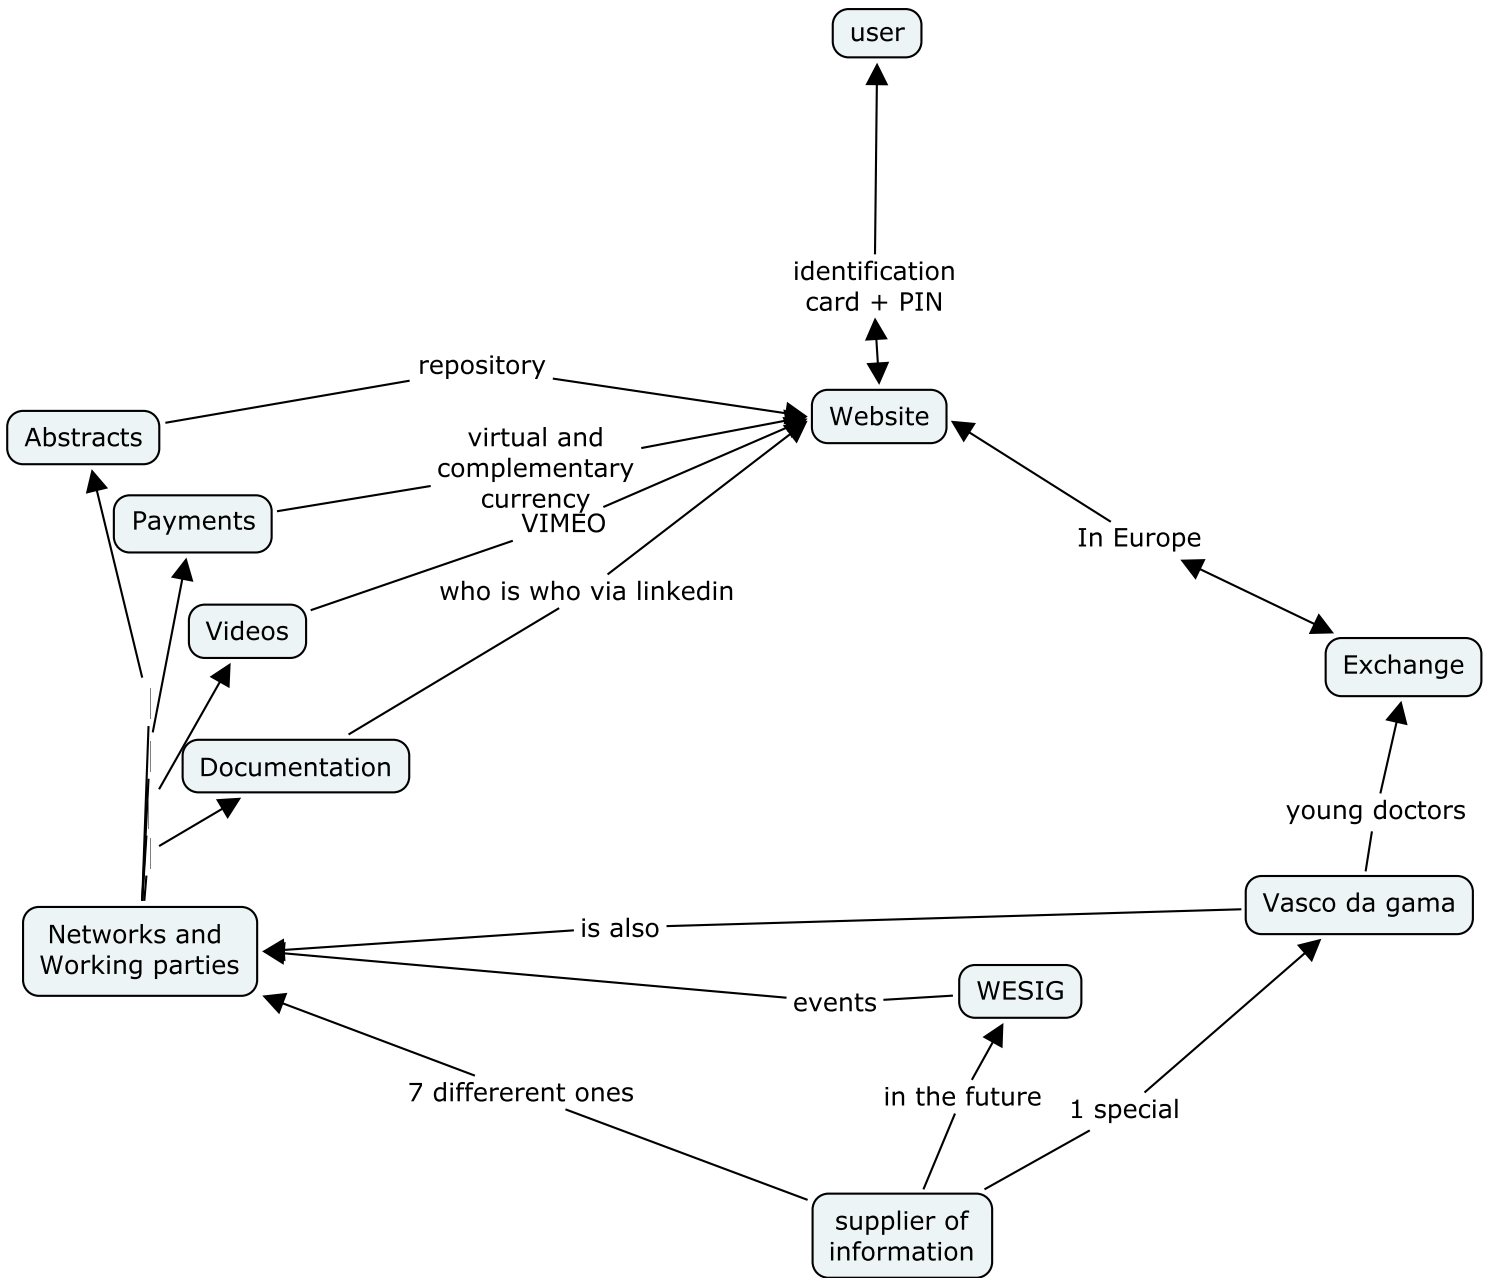 user
identification
card + PIN
repository
Website
Abstracts
virtual and
complementary
currency
Payments
VIMEO
In Europe
who is who via linkedin
Videos
Exchange
Documentation
young doctors
Vasco da gama
is also
Networks and
Working parties
WESIG
events
7 differerent ones
in the future
1 special
supplier of
information